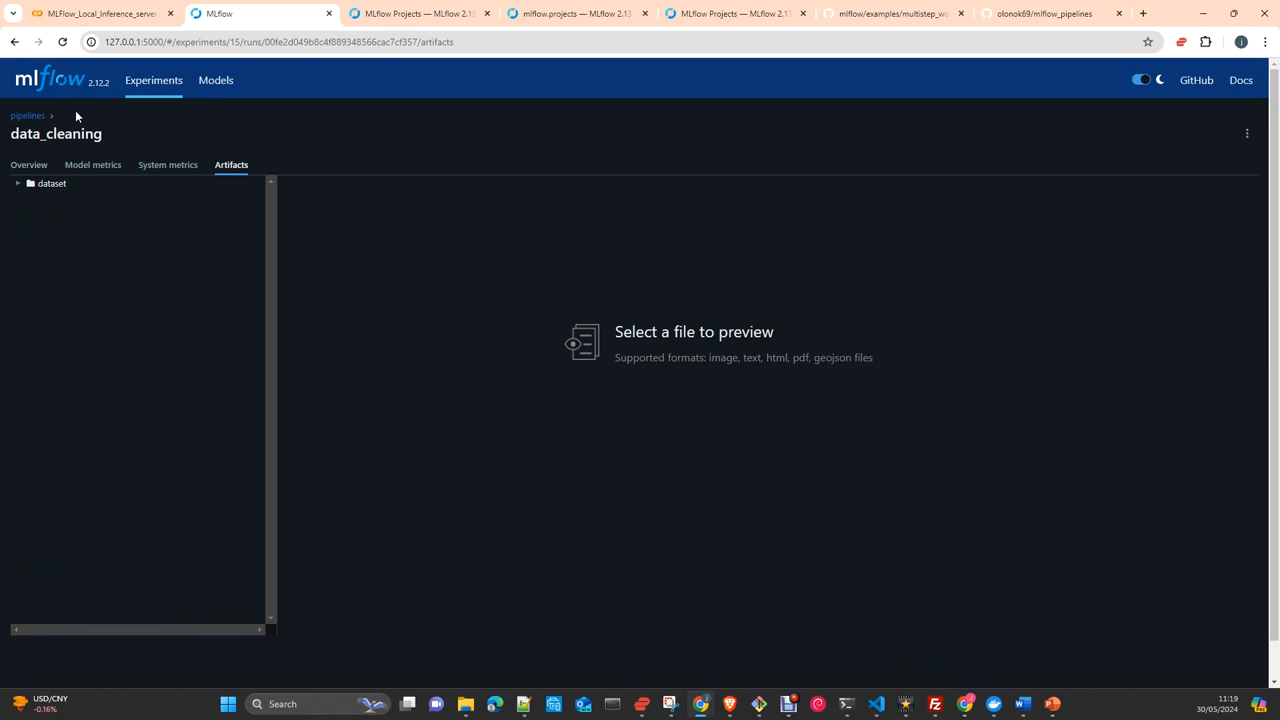 MLFlow_Local_Inference_server.
MLflow
MLflow Projects — MLflow 2.13
mlflow.projects — MLflow 2.13
MLflow Projects — MLflow 2.13
mlflow/examples/multistep_wo
olonok69/mlflow_pipelines
127.0.0.1:5000/#/experiments/15/runs/00fe2d049b8c4f889348566cac7cf357/artifacts
mlflow 2.12.2
Experiments
Models
GitHub
Docs
pipelines ›
data_cleaning
Overview
Model metrics
System metrics
Artifacts
dataset
Select a file to preview
Supported formats: image, text, html, pdf, geojson files
USD/CNY
-0.16%
Search
11:19
30/05/2024